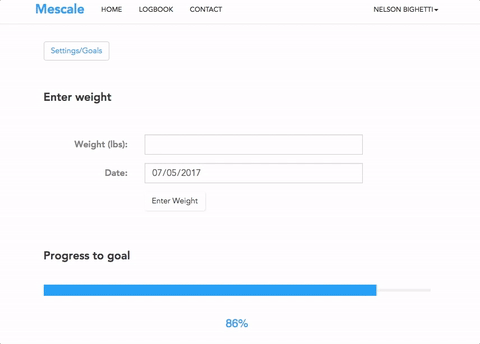 Mescale HOME LOGBOOK CONTACT NELSON BIGHETTI
Settings/Goals
Enter weight
Weight (lbs):
Date: 07/05/2017
Enter Weight
Progress to goal
86%